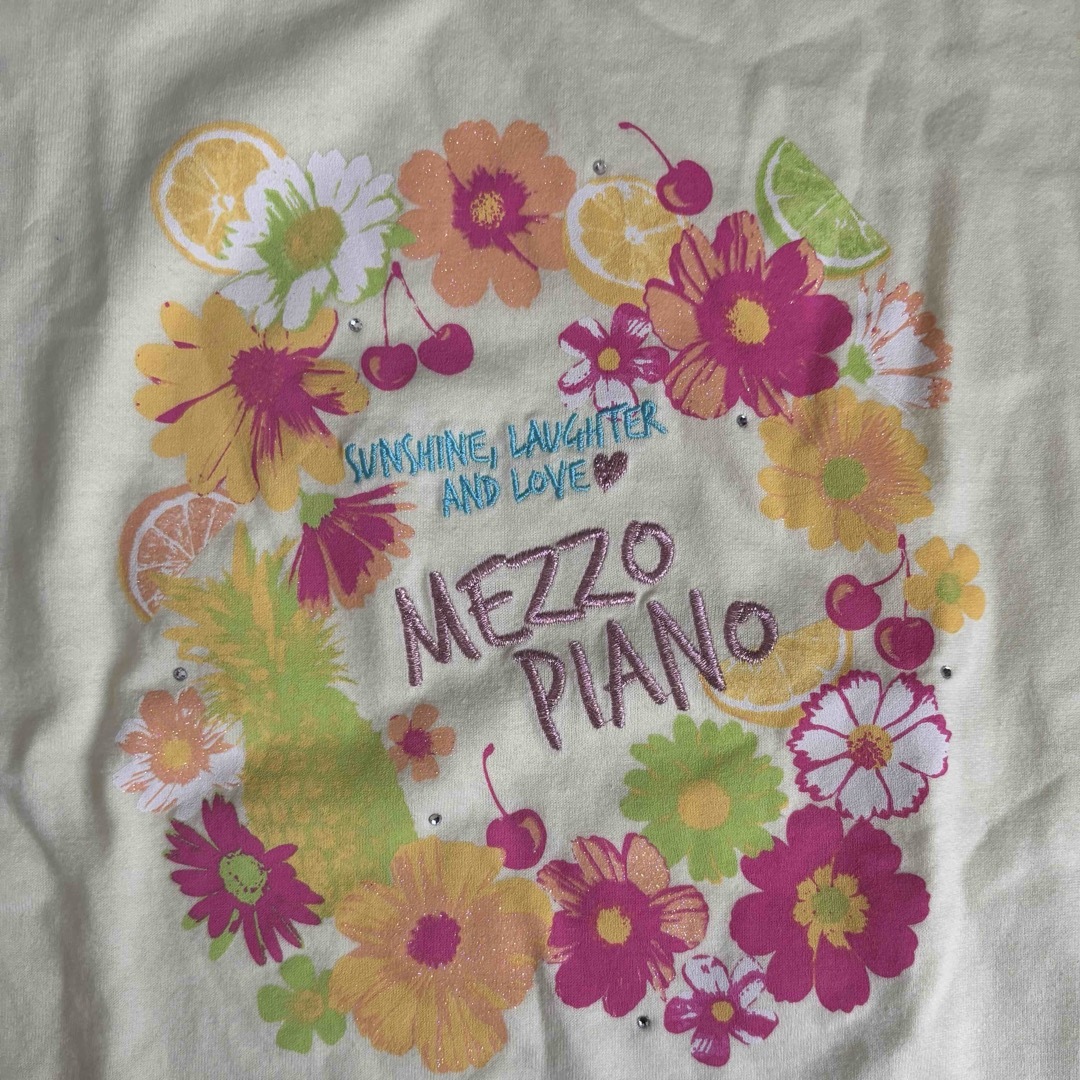 SUNSHINE, LAUGHTER
AND LOVE
MEZZO
PIANO